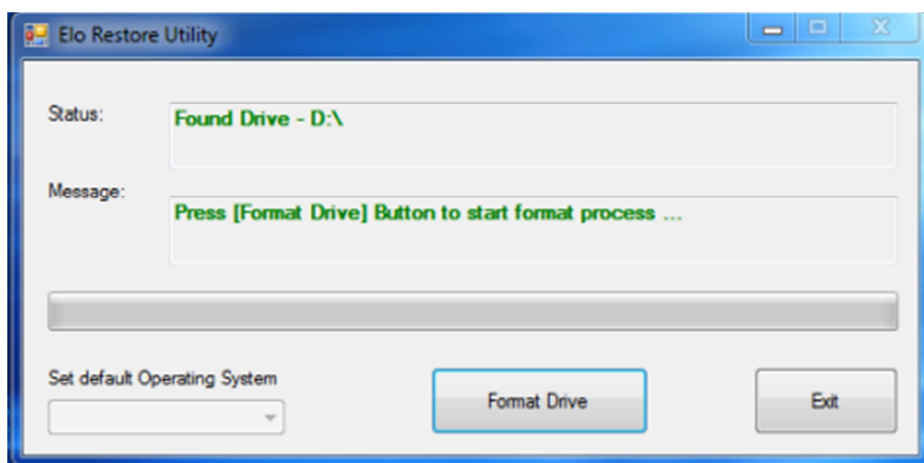 Elo Restore Utility
Status:
Found Drive - D:\
Message:
Press [Format Drive] Button to start format process ...
Set default Operating System
Format Drive
Exit